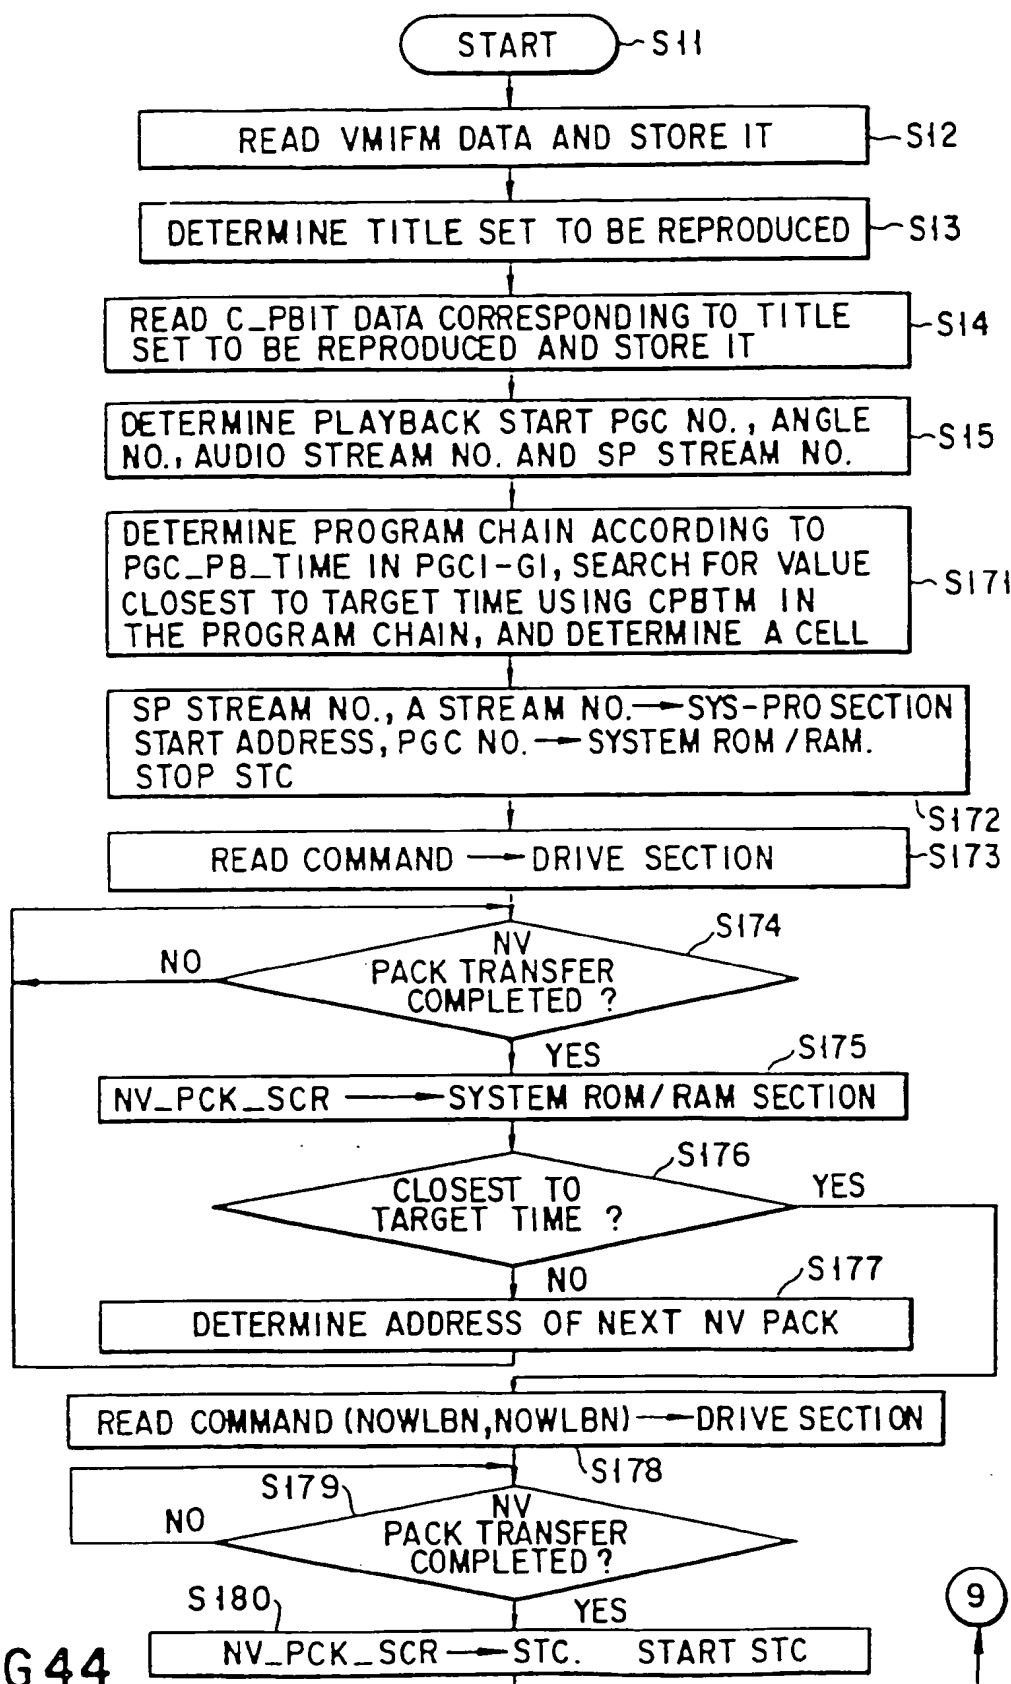 START
S11
READ VMIFM DATA AND STORE IT
S12
DETERMINE TITLE SET TO BE REPRODUCED
S13
READ C_PBIT DATA CORRESPONDING TO TITLE
SET TO BE REPRODUCED AND STORE IT
S14
DETERMINE PLAYBACK START PGC NO., ANGLE
NO., AUDIO STREAM NO. AND SP STREAM NO.
S15
DETERMINE PROGRAM CHAIN ACCORDING TO
PGC_PB_TIME IN PGCI-GI, SEARCH FOR VALUE
CLOSEST TO TARGET TIME USING CPBTM IN
THE PROGRAM CHAIN, AND DETERMINE A CELL
S171
SP STREAM NO., A STREAM NO.→SYS-PRO SECTION
START ADDRESS, PGC NO.→SYSTEM ROM/RAM.
STOP STC
S172
READ COMMAND → DRIVE SECTION
S173
S174
NV
PACK TRANSFER
COMPLETED ?
NO
YES
S175
NV_PCK_SCR → SYSTEM ROM/RAM SECTION
S176
CLOSEST TO
TARGET TIME ?
YES
NO
S177
DETERMINE ADDRESS OF NEXT NV PACK
READ COMMAND (NOWLBN,NOWLBN)→DRIVE SECTION
S178
S179
NV
PACK TRANSFER
COMPLETED ?
NO
YES
S180
NV_PCK_SCR→STC. START STC
9
G 44